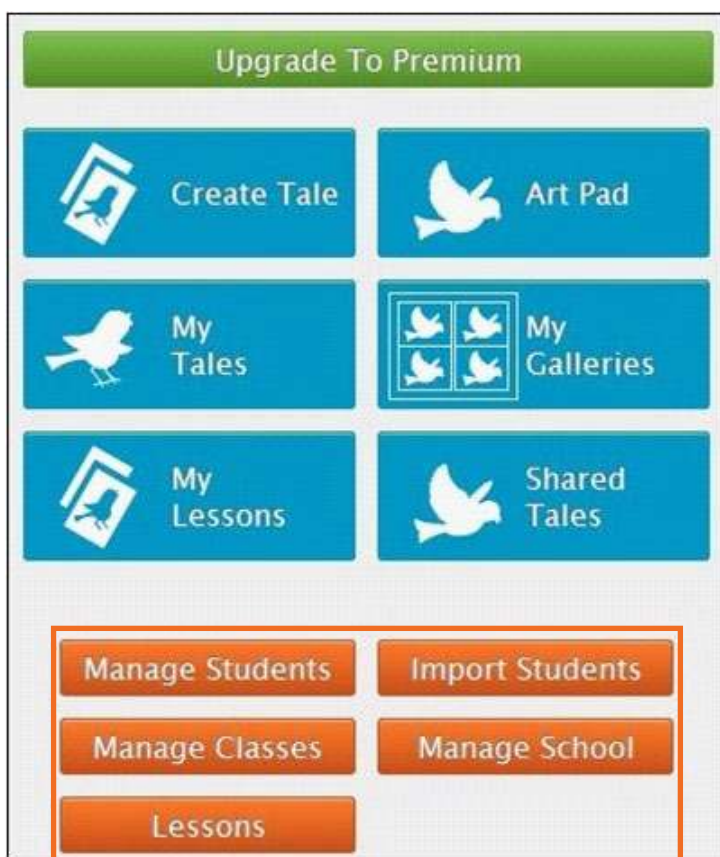 Upgrade To Premium
Create Tale
Art Pad
My
Tales
My
Galleries
My
Lessons
Shared
Tales
Manage Students
Import Students
Manage Classes
Manage School
Lessons